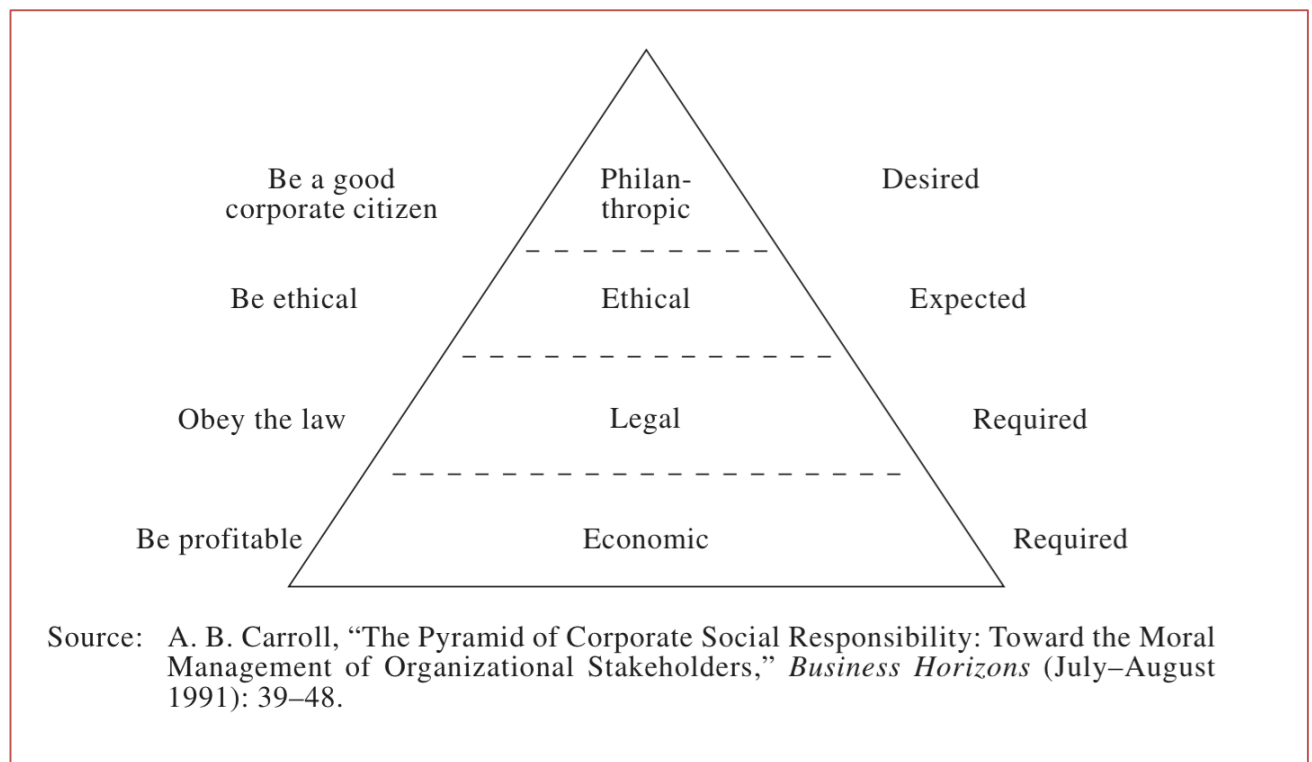 Be a good Philan- Desired
corporate citizen thropic
Be ethical Ethical Expected
Obey the law Legal Required
Be profitable Economic Required
Source: A. B. Carroll, “The Pyramid of Corporate Social Responsibility: Toward the Moral
Management of Organizational Stakeholders,” Business Horizons (July–August
1991): 39–48.